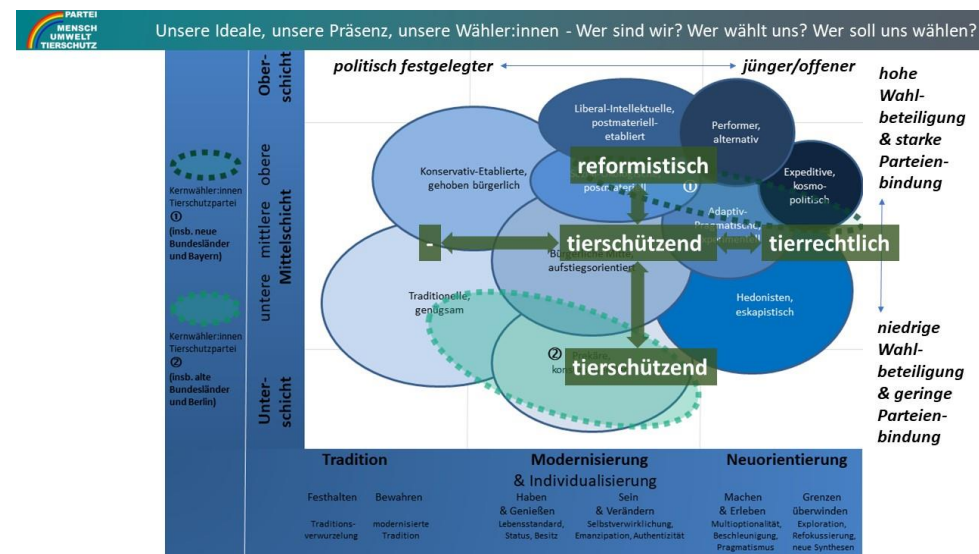 PARTEI
MENSCH
UMWELT
TIERSCHUTZ
Unsere Ideale, unsere Präsenz, unsere Wähler:innen - Wer sind wir? Wer wählt uns? Wer soll uns wählen?
politisch festgelegter
jünger/offener
hohe
Wahl-
beteiligung
& starke
Parteien-
bindung
niedrige
Wahl-
beteiligung
& geringe
Parteien-
bindung
Ober-
schicht
obere
mittlere
untere
Mittelschicht
Unter-
schicht
Kernwähler:innen
Tierschutzpartei
①
(insb. neue
Bundesländer
und Bayern)
Kernwähler:innen
Tierschutzpartei
②
(insb. alte
Bundesländer
und Berlin)
Liberal-Intellektuelle,
postmateriell-
etabliert
Performer,
alternativ
Konservativ-Etablierte,
gehoben bürgerlich
reformistisch
postmateriell
①
Expeditive,
kosmo-
politisch
Adaptiv-
Pragmatische,
-
tierschützend
tierrechtlich
Bürgerliche Mitte,
aufstiegsorientiert
Traditionelle,
genügsam
Hedonisten,
eskapistisch
②
Prekäre,
tierschützend
Tradition
Modernisierung
& Individualisierung
Neuorientierung
Festhalten
Traditions-
verwurzelung
Bewahren
modernisierte
Tradition
Haben
& Genießen
Lebensstandard,
Status, Besitz
Sein
& Verändern
Selbstverwirklichung,
Emanzipation, Authentizität
Machen
& Erleben
Multioptionalität,
Beschleunigung,
Pragmatismus
Grenzen
überwinden
Exploration,
Refokussierung,
neue Synthesen